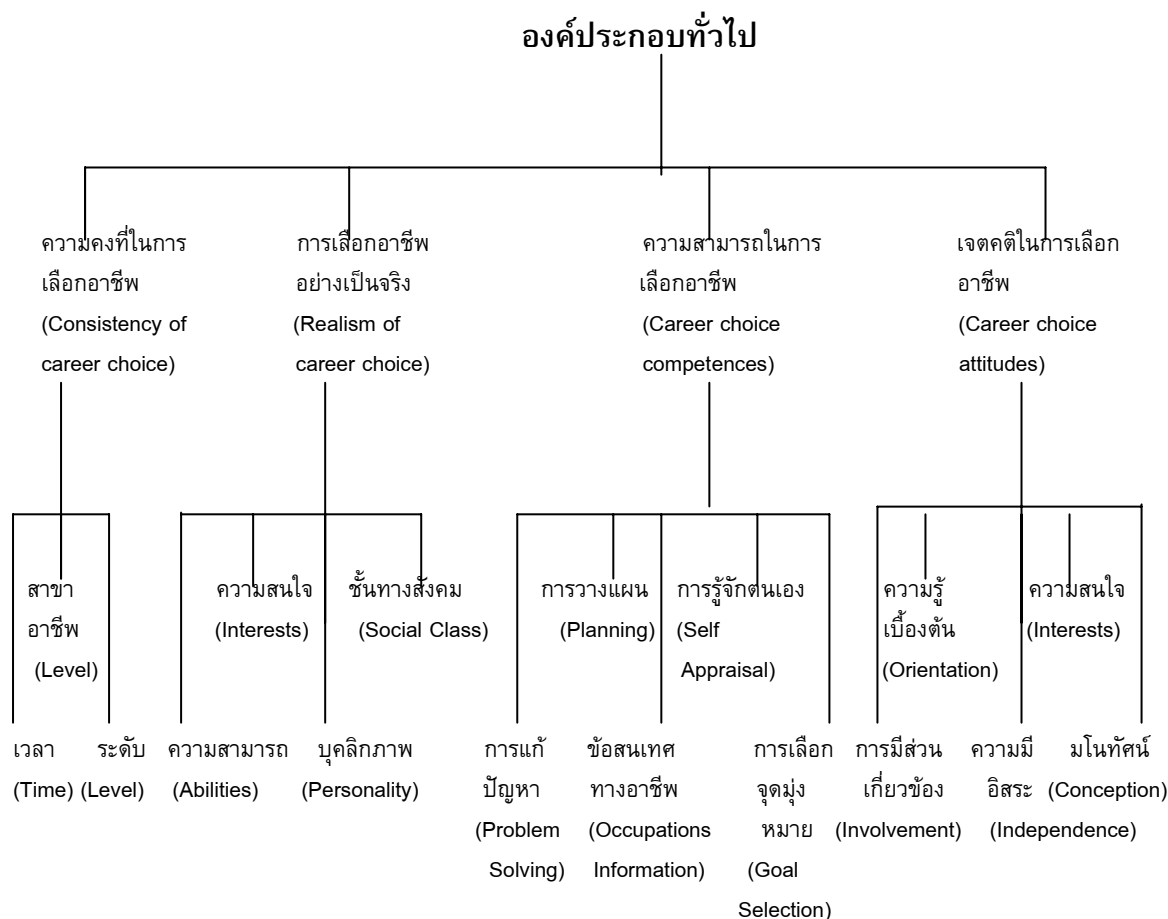 องค์ประกอบทั่วไป
ความคงที่ในการ
เลือกอาชีพ
(Consistency of
career choice)
การเสือกอาชีพ
อย่างเป็นจริง
(Realism of
career choice)
ความสามารถในการ
เลือกอาชีพ
(Career choice
competences)
เจตคติในการเลือก
อาชีพ
(Career choice
attitudes)
สาขา
อาชีพ
(Level)
ความสนใจ
(Interests)
ชั้นทางสังคม
(Social Class)
การวางแผน
(Planning)
การรู้จักตนเอง
(Self
Appraisal)
ความรู้
เบื้องต้น
(Orientation)
ความสนใจ
(Interests)
เวลา
(Time)
ระดับ
(Level)
ความสามารถ
(Abilities)
บุคลิกภาพ
(Personality)
การแก้
ปัญหา
(Problem
Solving)
ข้อสนเทศ
ทางอาชีพ
(Occupations
Information)
การเลือก
จุดมุ่ง
หมาย
(Goal
Selection)
การมีส่วน
เกี่ยวข้อง
(Involvement)
ความมี
อิสระ
(Independence)
มโนทัศน์
(Conception)